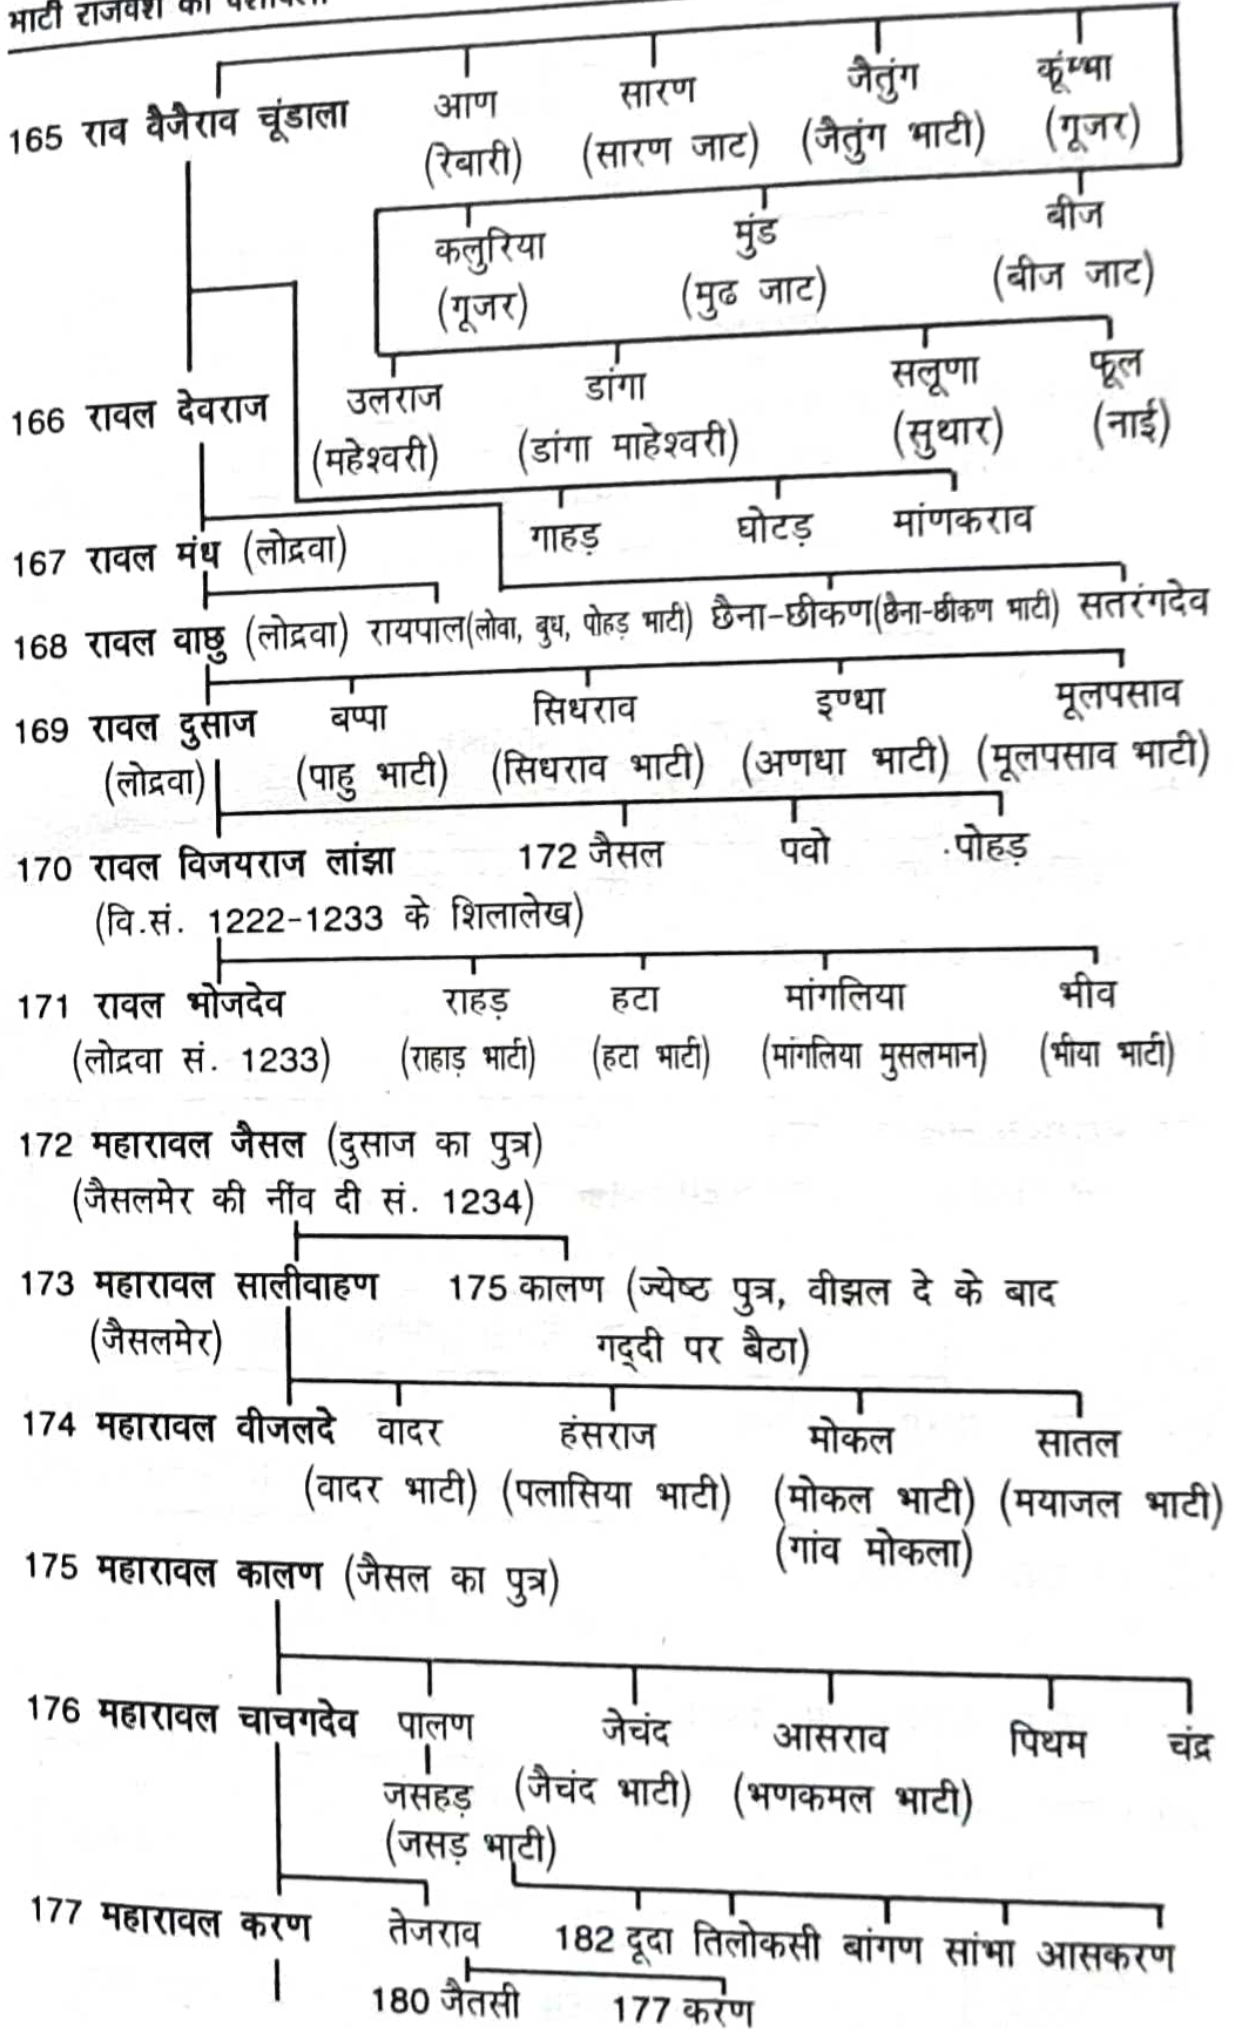 भाटी राजवंश की वंशावली
165 राव वैजैराव चूंडाला आण सारण जैतुंग कूंम्भा
(रेबारी) (सारण जाट) (जैतुंग भाटी) (गूजर)
कलुरिया मुंड बीज
(गूजर) (मुढ जाट) (बीज जाट)
166 रावल देवराज उलराज डांगा सलूणा फूल
(महेश्वरी) (डांगा माहेश्वरी) (सुथार) (नाई)
गाहड़ घोटड़ मांणकराव
167 रावल मंध (लोद्रवा)
168 रावल वाछु (लोद्रवा) रायपाल(लोवा, बुध, पोहड़ भाटी) छैना-छीकण(छैना-छीकण भाटी) सतरंगदेव
169 रावल दुसाज बप्पा सिधराव इण्धा मूलपसाव
(लोद्रवा) (पाहु भाटी) (सिधराव भाटी) (अणधा भाटी) (मूलपसाव भाटी)
170 रावल विजयराज लांझा 172 जैसल पवो पोहड़
(वि.सं. 1222-1233 के शिलालेख)
171 रावल भोजदेव राहड़ हटा मांगलिया भीव
(लोद्रवा सं. 1233) (राहाड़ भाटी) (हटा भाटी) (मांगलिया मुसलमान) (भीया भाटी)
172 महारावल जैसल (दुसाज का पुत्र)
(जैसलमेर की नींव दी सं. 1234)
173 महारावल सालीवाहण 175 कालण (ज्येष्ठ पुत्र, वीझल दे के बाद
(जैसलमेर) गद्दी पर बैठा)
174 महारावल वीजलदे वादर हंसराज मोकल सातल
(वादर भाटी) (पलासिया भाटी) (मोकल भाटी) (मयाजल भाटी)
(गांव मोकला)
175 महारावल कालण (जैसल का पुत्र)
176 महारावल चाचगदेव पालण जेचंद आसराव पिथम चंद्र
जसहड़ (जैचंद भाटी) (भणकमल भाटी)
(जसड़ भाटी)
177 महारावल करण तेजराव 182 दूदा तिलोकसी बांगण सांभा आसकरण
180 जैतसी 177 करण